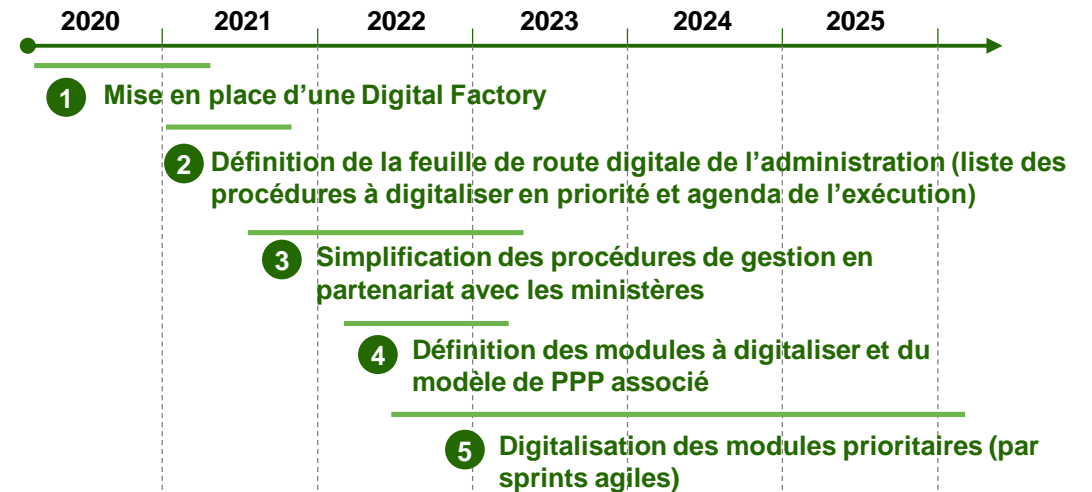 2020 2021 2022 2023 2024 2025
1 Mise en place d’une Digital Factory
2 Définition de la feuille de route digitale de l’administration (liste des
procédures à digitaliser en priorité et agenda de l’exécution)
3 Simplification des procédures de gestion en
partenariat avec les ministères
4 Définition des modules à digitaliser et du
modèle de PPP associé
5 Digitalisation des modules prioritaires (par
sprints agiles)